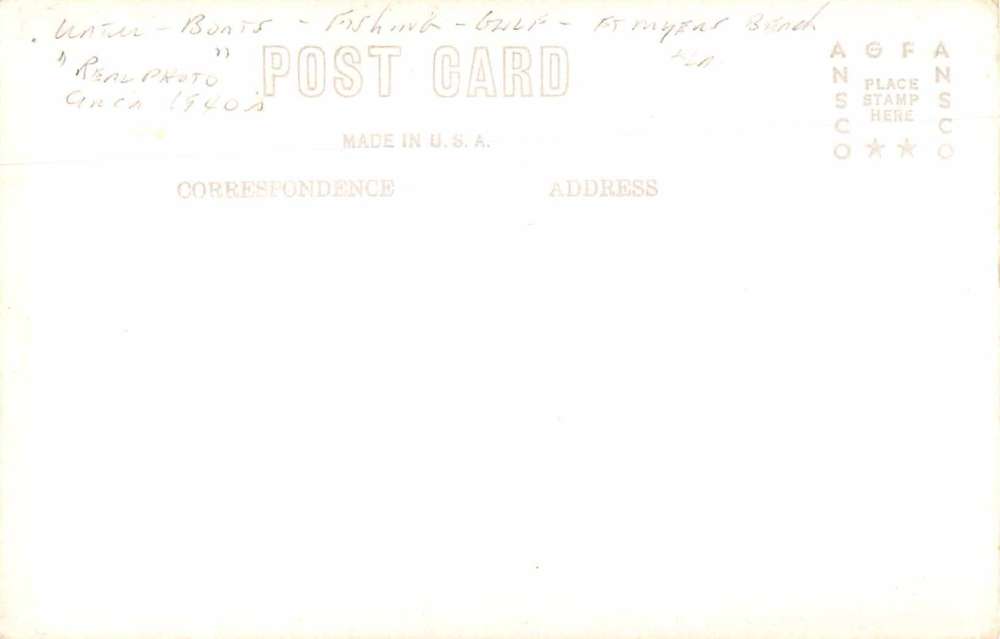 WATER - BOATS - FISHING - GULF - FT MYERS BEACH
FLA
"REAL PHOTO"
CIRCA 1940's
POST CARD
MADE IN U.S.A.
CORRESPONDENCE
ADDRESS
AGFA
ANSCO
PLACE
STAMP
HERE
ANSCO